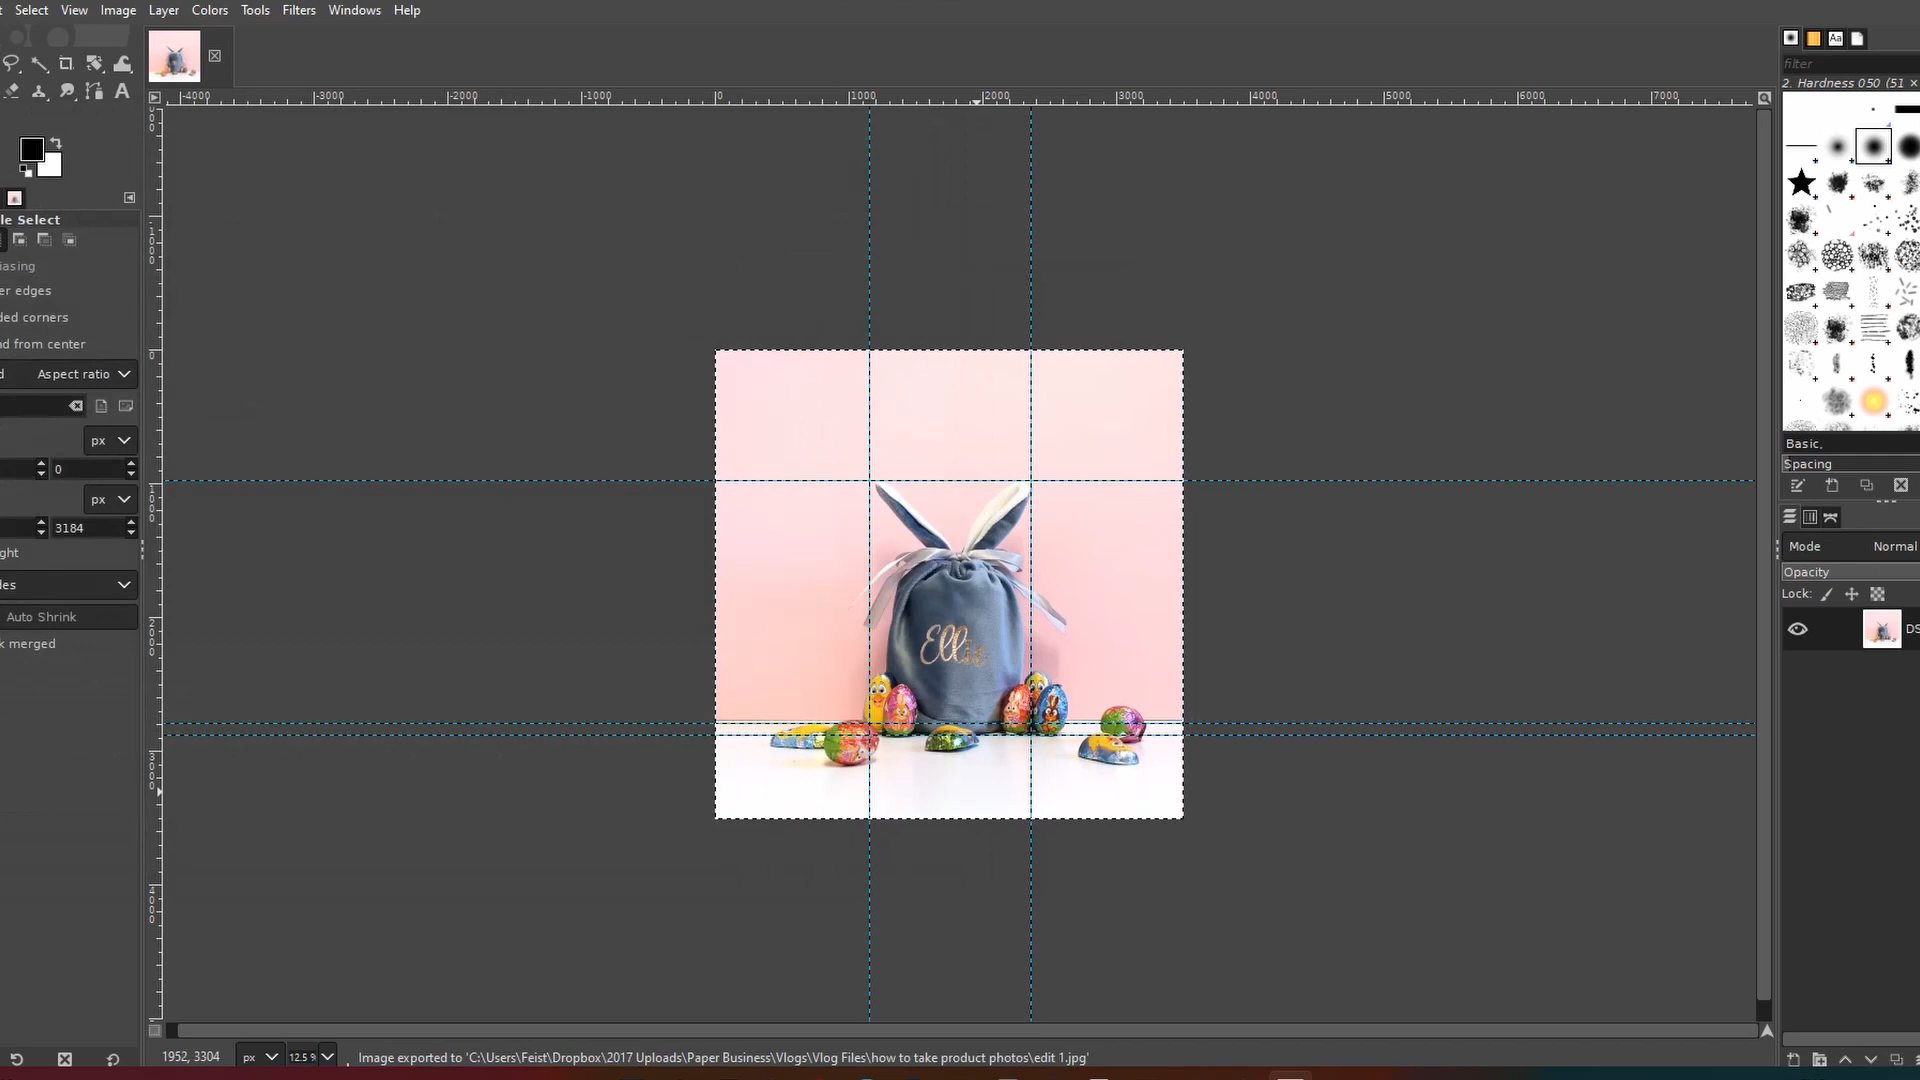 Select View Image Layer Colors Tools Filters Windows Help
-4000 -3000 -2000 -1000 0 1000 2000 3000 4000 5000 6000 7000
filter
2. Hardness 050 (51
le Select
iasing
er edges
ded corners
nd from center
d Aspect ratio
px
0
px
3184
ght
les
Auto Shrink
k merged
Ellie
Basic,
Spacing
Mode Normal
Opacity
Lock:
DS
1952, 3304 px 12.5 % Image exported to 'C:\Users\Feist\Dropbox\2017 Uploads\Paper Business\Vlogs\Vlog Files\how to take product photos\edit 1.jpg'